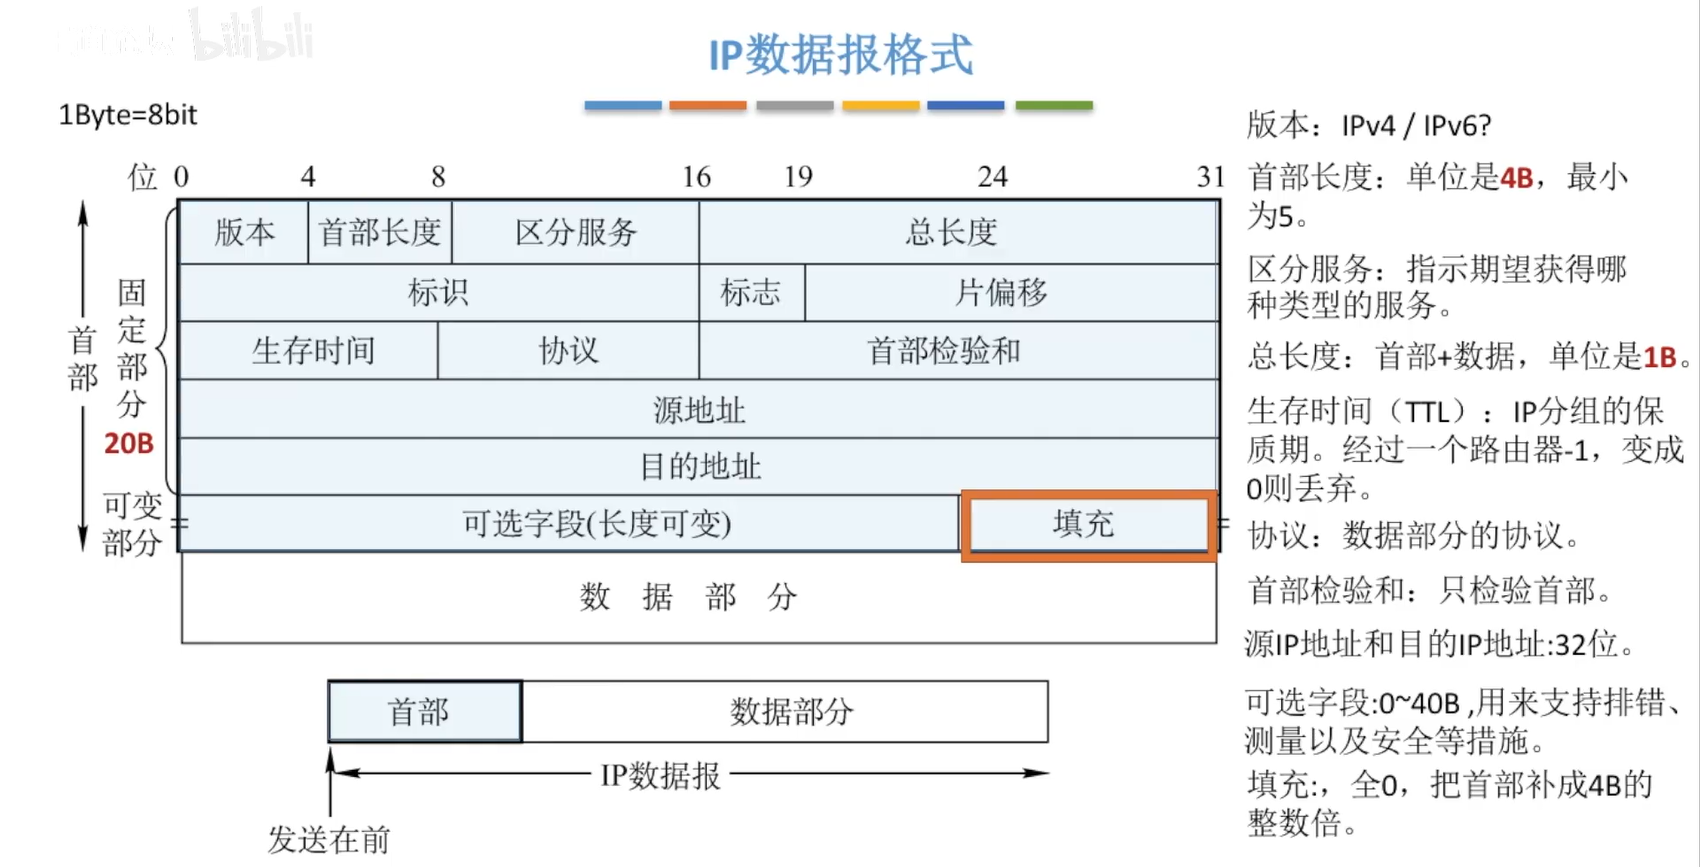 bilibili
IP数据报格式
1Byte=8bit
位 0 4 8 16 19 24 31
版本 首部长度 区分服务 总长度
标识 标志 片偏移
生存时间 协议 首部检验和
源地址
目的地址
可选字段(长度可变) 填充
数 据 部 分
首部
固定部分
20B
可变
部分
首部 数据部分
IP数据报
发送在前
版本：IPv4 / IPv6?
首部长度：单位是4B，最小
为5。
区分服务：指示期望获得哪
种类型的服务。
总长度：首部+数据，单位是1B。
生存时间（TTL）：IP分组的保
质期。经过一个路由器-1，变成
0则丢弃。
协议：数据部分的协议。
首部检验和：只检验首部。
源IP地址和目的IP地址:32位。
可选字段:0~40B ,用来支持排错、
测量以及安全等措施。
填充:，全0，把首部补成4B的
整数倍。